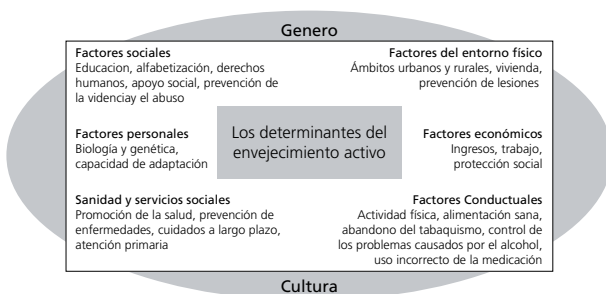 Genero
Factores sociales
Educacion, alfabetización, derechos
humanos, apoyo social, prevención de
la videnciay el abuso
Factores del entorno físico
Ámbitos urbanos y rurales, vivienda,
prevención de lesiones
Factores personales
Biología y genética,
capacidad de adaptación
Los determinantes del
envejecimiento activo
Factores económicos
Ingresos, trabajo,
protección social
Sanidad y servicios sociales
Promoción de la salud, prevención de
enfermedades, cuidados a largo plazo,
atención primaria
Factores Conductuales
Actividad física, alimentación sana,
abandono del tabaquismo, control de
los problemas causados por el alcohol,
uso incorrecto de la medicación
Cultura